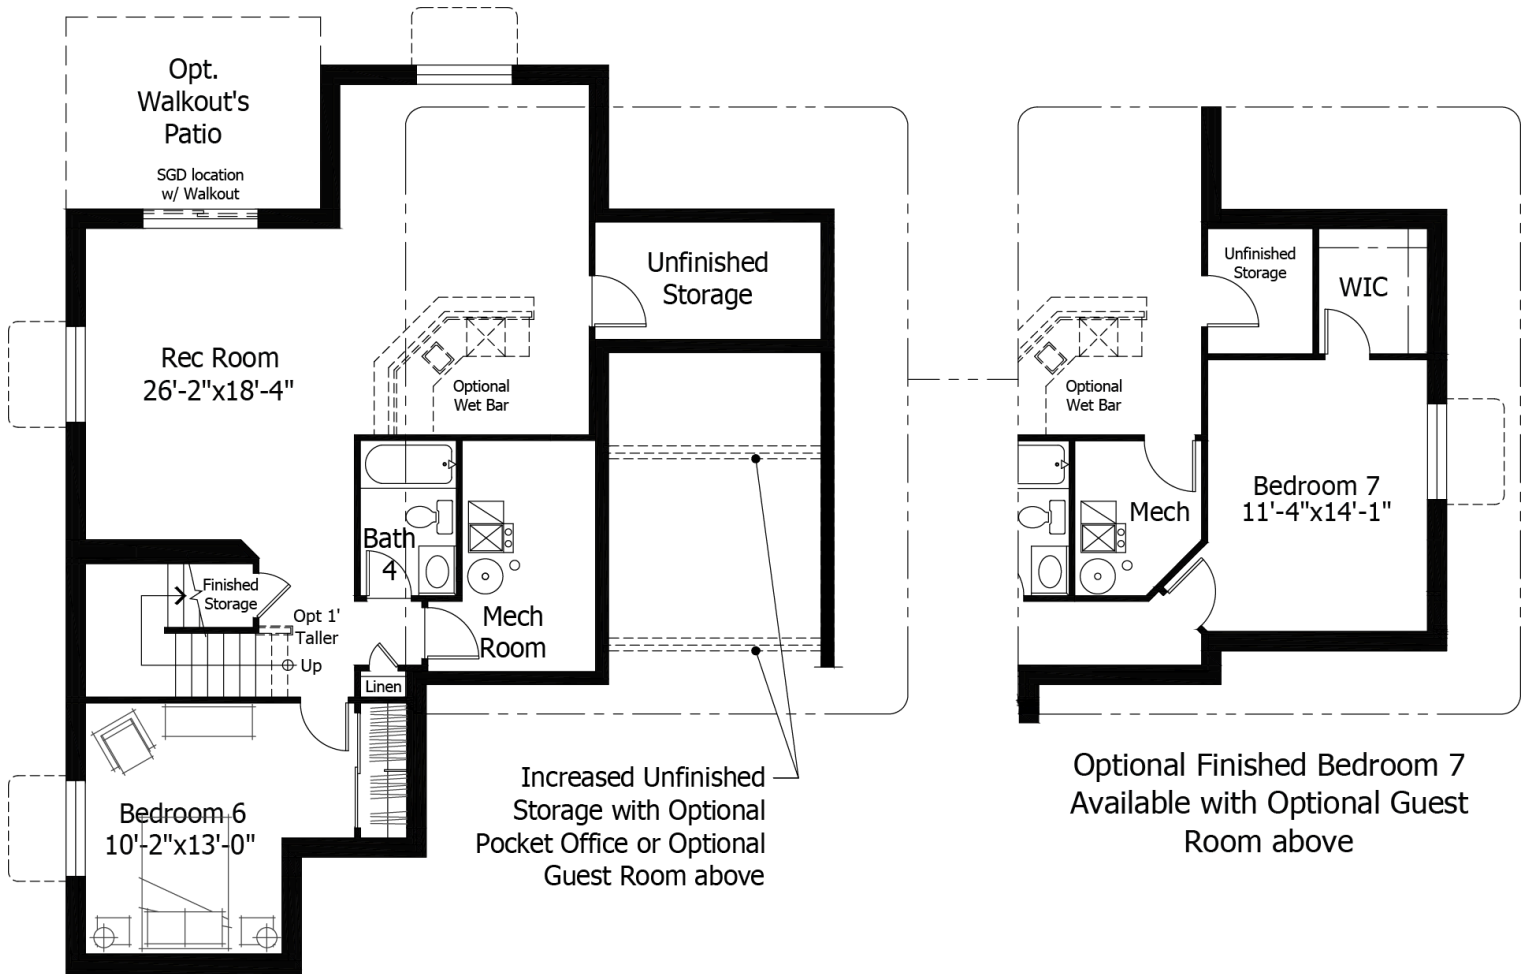 Opt.
Walkout's
Patio
SGD location
w/ Walkout
Unfinished
Storage
Rec Room
26'-2"x18'-4"
Optional
Wet Bar
Bath
4
Finished
Storage
Opt 1'
Taller
Up
Mech
Room
Linen
Bedroom 6
10'-2"x13'-0"
Increased Unfinished
Storage with Optional
Pocket Office or Optional
Guest Room above
Unfinished
Storage
WIC
Optional
Wet Bar
Mech
Bedroom 7
11'-4"x14'-1"
Optional Finished Bedroom 7
Available with Optional Guest
Room above